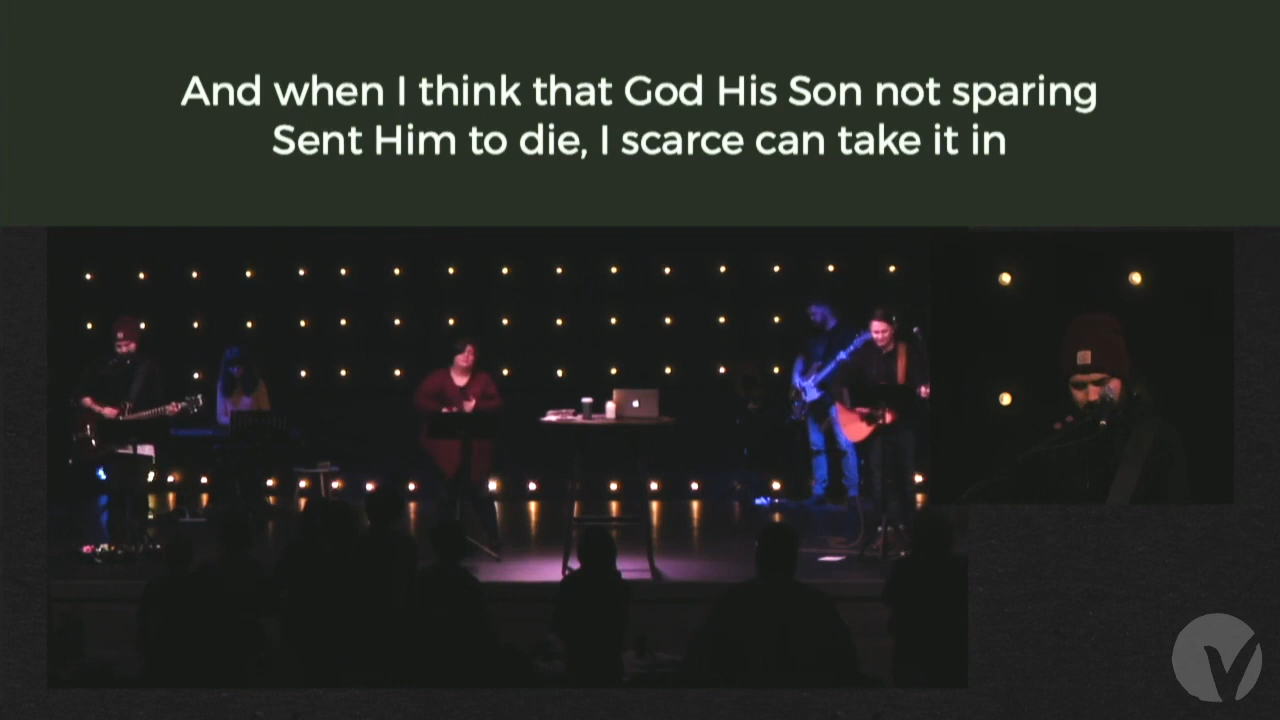 And when I think that God His Son not sparing
Sent Him to die, I scarce can take it in